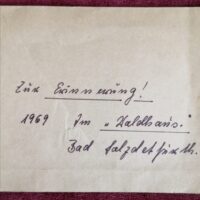 Zur Erinnerung!
1969 Im "Waldhaus."
Bad Salzdetfurth.